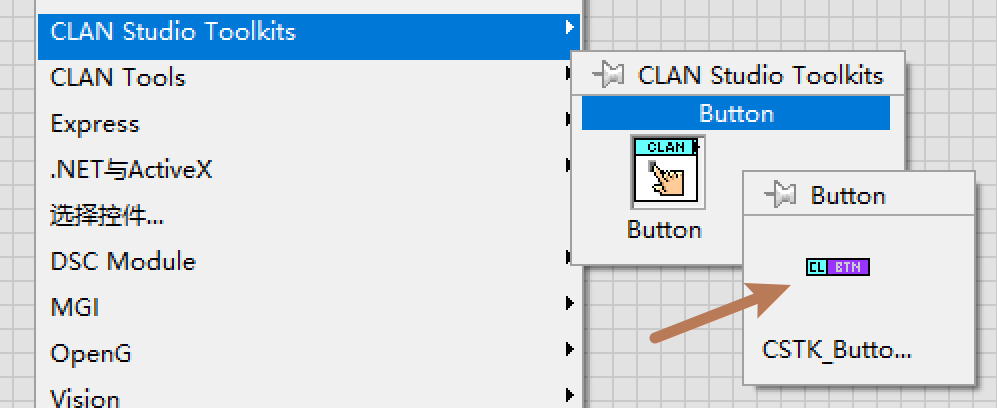 CLAN Studio Toolkits
CLAN Tools
Express
.NET与ActiveX
选择控件...
DSC Module
MGI
OpenG
Vision
CLAN Studio Toolkits
Button
CLAN
Button
Button
CL BTN
CSTK_Butto...